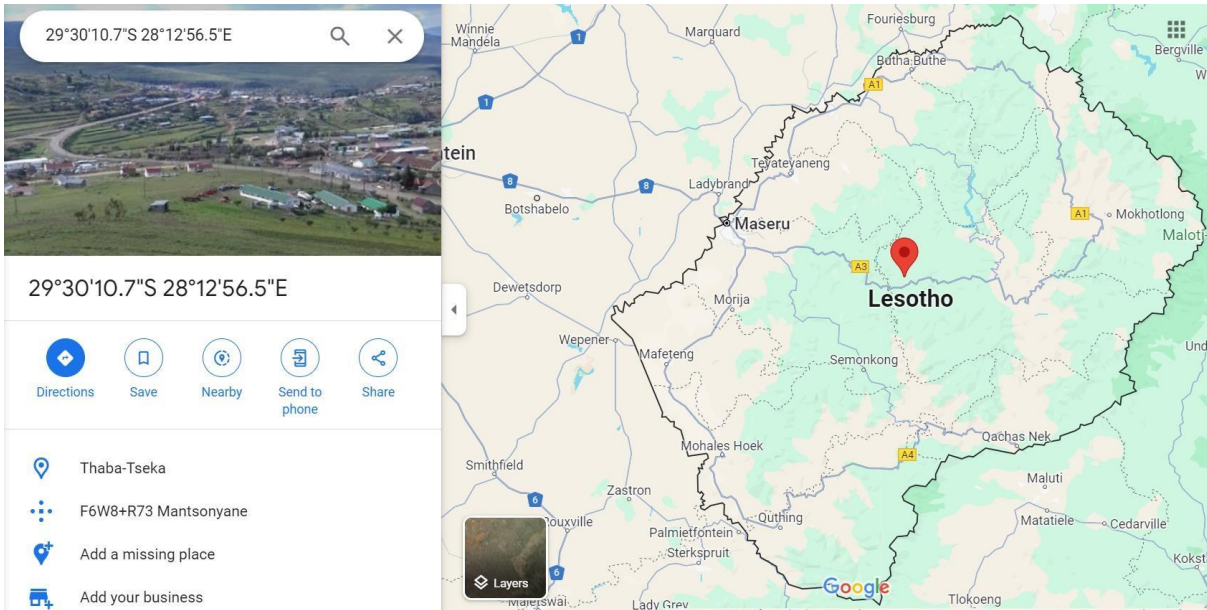 29°30'10.7"S 28°12'56.5"E
29°30'10.7"S 28°12'56.5"E
Directions
Save
Nearby
Send to
phone
Share
Thaba-Tseka
F6W8+R73 Mantsonyane
Add a missing place
Add your business
Winnie
Mandela
1
Marquard
Fouriesburg
Bergville
W
Butha Buthe
A1
1
tein
Teyateyaneng
8
8
Ladybrand
Botshabelo
Maseru
A1
Mokhotlong
Maloti
A3
Lesotho
Dewetsdorp
Morija
Wepener
Mafeteng
Und
Semonkong
Mohales Hoek
Qachas Nek
A4
Smithfield
Maluti
Zastron
6
Quthing
Rouxville
Matatiele
Cedarville
Palmietfontein
Sterkspruit
Kokst
Layers
6
Google
Maletswai
Lady Grey
Tlokoeng